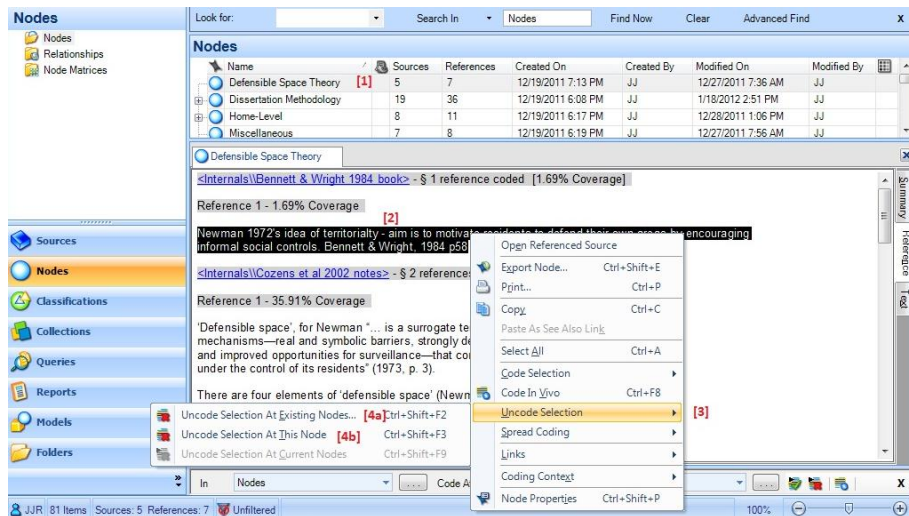 Nodes
Nodes
Relationships
Node Matrices
Sources
Nodes
Classifications
Collections
Queries
Reports
Models
Folders
Look for: Search In Nodes Find Now Clear Advanced Find x
Nodes
Name Sources References Created On Created By Modified On Modified By
Defensible Space Theory [1] 5 7 12/19/2011 7:13 PM JJ 12/27/2011 7:36 AM JJ
Dissertation Methodology 19 36 12/19/2011 6:08 PM JJ 1/18/2012 2:51 PM JJ
Home-Level 8 11 12/19/2011 6:17 PM JJ 12/28/2011 1:06 PM JJ
Miscellaneous 7 8 12/19/2011 6:19 PM JJ 12/27/2011 7:56 AM JJ
Defensible Space Theory
<Internals\\Bennett & Wright 1984 book> - § 1 reference coded [1.69% Coverage]
Reference 1 - 1.69% Coverage
[2]
Newman 1972's idea of territorialty - aim is to motivate residents to defend their own areas by encouraging
informal social controls. Bennett & Wright, 1984 p58
<Internals\\Cozens et al 2002 notes> - § 2 references
Reference 1 - 35.91% Coverage
'Defensible space', for Newman "... is a surrogate te
mechanisms—real and symbolic barriers, strongly de
and improved opportunities for surveillance—that co
under the control of its residents" (1973, p. 3).
There are four elements of 'defensible space' (Newm
Summary
Reference
Text
Open Referenced Source
Export Node... Ctrl+Shift+E
Print... Ctrl+P
Copy Ctrl+C
Paste As See Also Link
Select All Ctrl+A
Code Selection
Code In Vivo Ctrl+F8
Uncode Selection [3]
Spread Coding
Links
Coding Context
Node Properties Ctrl+Shift+P
Uncode Selection At Existing Nodes... [4a] Ctrl+Shift+F2
Uncode Selection At This Node [4b] Ctrl+Shift+F3
Uncode Selection At Current Nodes Ctrl+Shift+F9
In Nodes ... Code At ... x
JJR 81 Items Sources: 5 References: 7 Unfiltered 100%